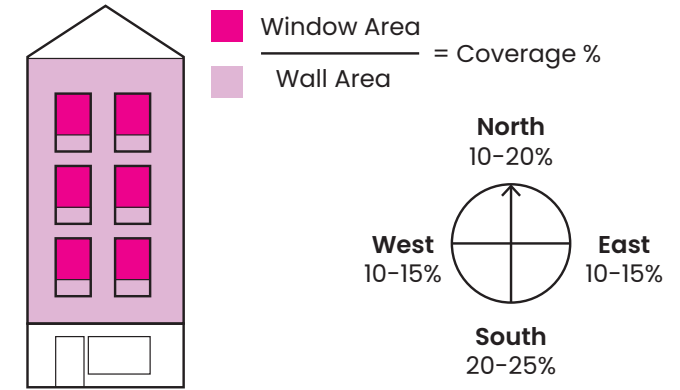 Window Area
Wall Area
= Coverage %
North
10-20%
West
10-15%
East
10-15%
South
20-25%